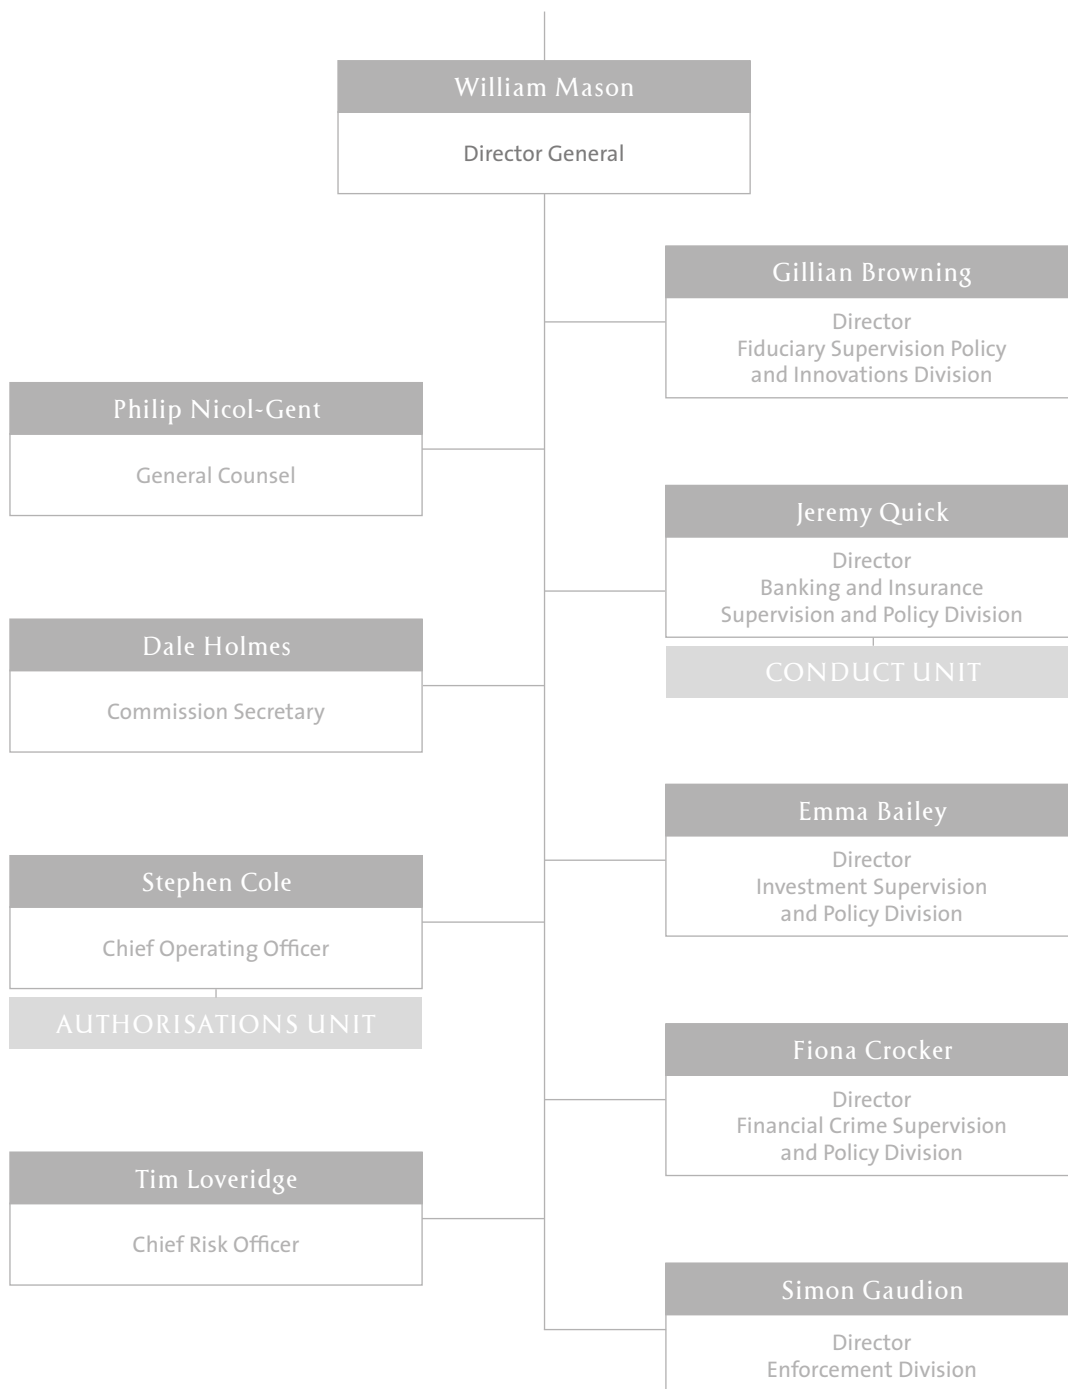 William Mason
Director General
Gillian Browning
Director
Fiduciary Supervision Policy
and Innovations Division
Philip Nicol-Gent
General Counsel
Jeremy Quick
Director
Banking and Insurance
Supervision and Policy Division
CONDUCT UNIT
Dale Holmes
Commission Secretary
Emma Bailey
Director
Investment Supervision
and Policy Division
Stephen Cole
Chief Operating Officer
AUTHORISATIONS UNIT
Fiona Crocker
Director
Financial Crime Supervision
and Policy Division
Tim Loveridge
Chief Risk Officer
Simon Gaudion
Director
Enforcement Division